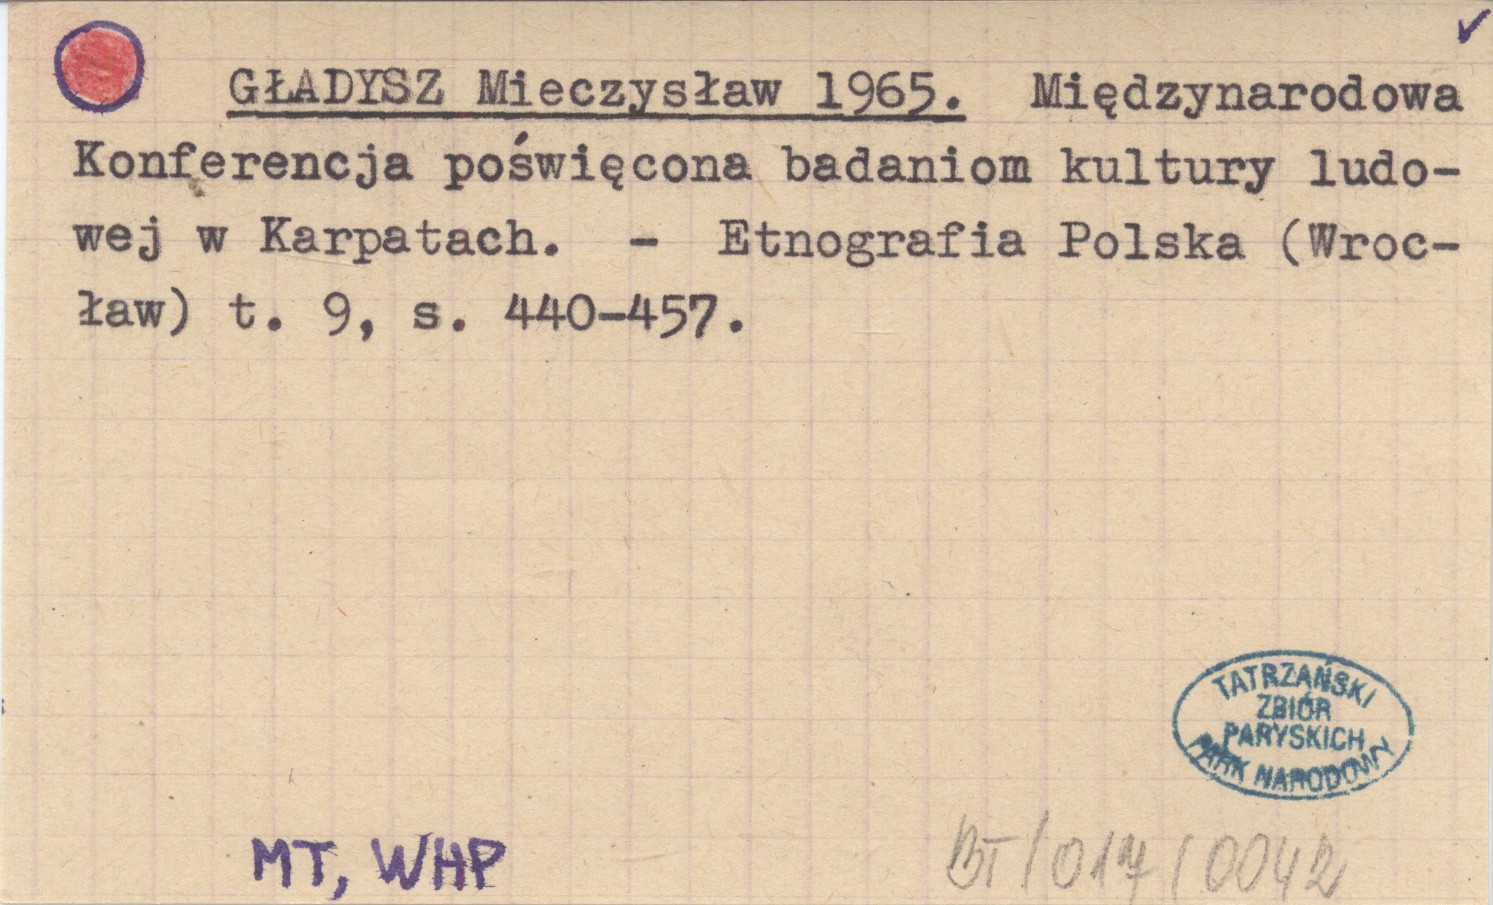 GŁADYSZ Mieczysław 1965. Międzynarodowa
Konferencja poświęcona badaniom kultury ludo-
wej w Karpatach. - Etnografia Polska (Wroc-
ław) t. 9, s. 440-457.
TATRZAŃSKI
ZBIÓR
PARYSKICH
PARK NARODOWY
MT, WHP
BT/017/0042